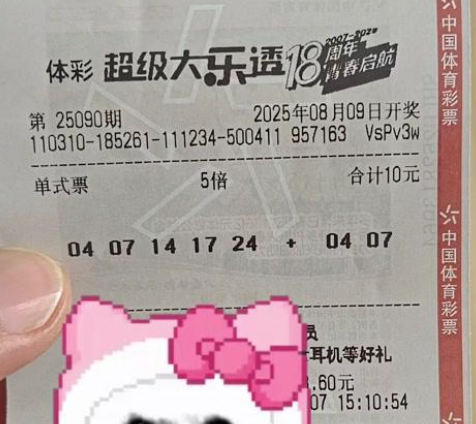 体彩 超级大乐透 18 2007-2025 周年 青春启航
第 25090期 2025年08月09日开奖
110310-185261-111234-500411 957163 VsPv3w
单式票 5倍 合计10元
04 07 14 17 24 + 04 07
员
耳机等好礼
.60元
07 15:10:54
中国体育彩票
中国体育彩票